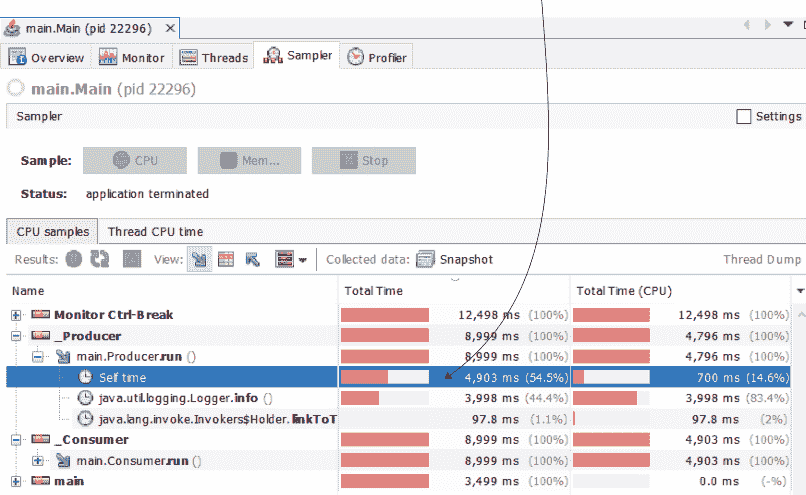 main.Main (pid 22296)
Overview Monitor Threads Sampler Profiler
main.Main (pid 22296)
Sampler Settings
Sample: CPU Mem... Stop
Status: application terminated
CPU samples Thread CPU time
Results: View: Collected data: Snapshot Thread Dump
Name Total Time Total Time (CPU)
Monitor Ctrl-Break 12,498 ms (100%) 12,498 ms (100%)
_Producer 8,999 ms (100%) 4,796 ms (100%)
main.Producer.run () 8,999 ms (100%) 4,796 ms (100%)
Self time 4,903 ms (54.5%) 700 ms (14.6%)
java.util.logging.Logger.info () 3,998 ms (44.4%) 3,998 ms (83.4%)
java.lang.invoke.Invokers$Holder.linkToT 97.8 ms (1.1%) 97.8 ms (2%)
_Consumer 8,999 ms (100%) 4,903 ms (100%)
main.Consumer.run () 8,999 ms (100%) 4,903 ms (100%)
main 3,499 ms (100%) 0.0 ms (-%)